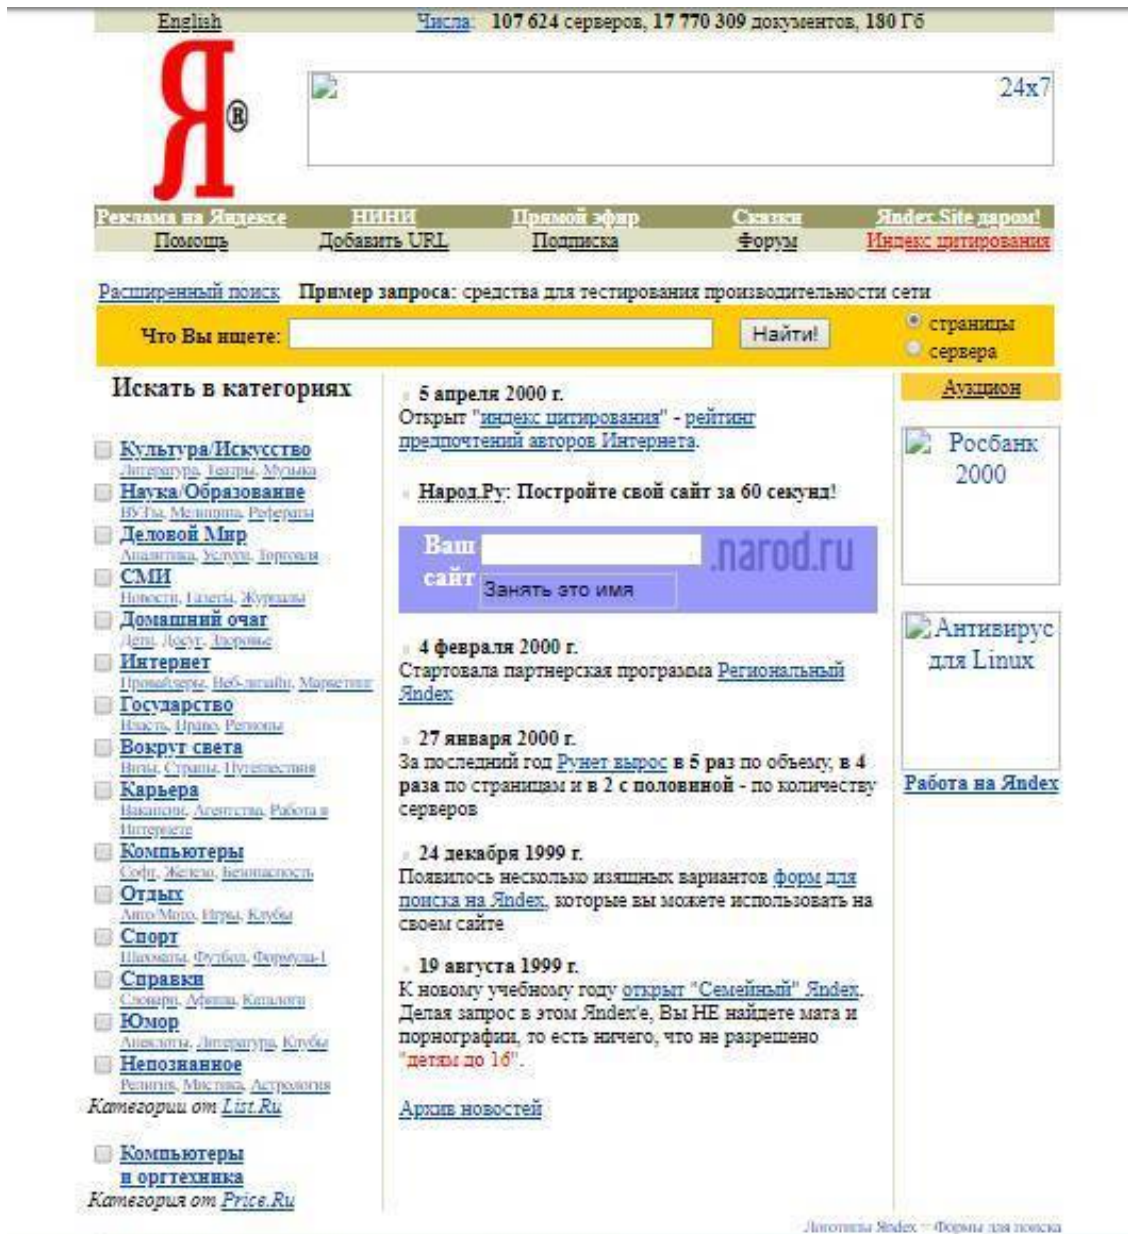 English Числа: 107 624 серверов, 17 770 309 документов, 180 Гб
Я®
24x7
Реклама на Яndексе НИНИ Прямой эфир Сказки Яndex.Site даром!
Помощь Добавить URL Подписка Форум Индекс цитирования
Расширенный поиск Пример запроса: средства для тестирования производительности сети
Что Вы ищете: Найти! страницы
сервера
Искать в категориях
Культура/Искусство
Литература, Театры, Музыка
Наука/Образование
ВУЗы, Медицина, Рефераты
Деловой Мир
Аналитика, Услуги, Торговля
СМИ
Новости, Газеты, Журналы
Домашний очаг
Дети, Досуг, Здоровье
Интернет
Провайдеры, Веб-дизайн, Маркетинг
Государство
Власть, Право, Регионы
Вокруг света
Визы, Страны, Путешествия
Карьера
Вакансии, Агентства, Работа в
Интернете
Компьютеры
Софт, Железо, Безопасность
Отдых
Авто/Мото, Игры, Клубы
Спорт
Шахматы, Футбол, Формула-1
Справки
Словари, Афиша, Каталоги
Юмор
Анекдоты, Литература, Клубы
Непознанное
Религия, Мистика, Астрология
Категории от List.Ru
Компьютеры
и оргтехника
Категория от Price.Ru
5 апреля 2000 г.
Открыт "индекс цитирования" - рейтинг
предпочтений авторов Интернета.
Народ.Ру: Постройте свой сайт за 60 секунд!
Ваш .narod.ru
сайт Занять это имя
4 февраля 2000 г.
Стартовала партнерская программа Региональный
Яndex
27 января 2000 г.
За последний год Рунет вырос в 5 раз по объему, в 4
раза по страницам и в 2 с половиной - по количеству
серверов
24 декабря 1999 г.
Появилось несколько изящных вариантов форм для
поиска на Яndex, которые вы можете использовать на
своем сайте
19 августа 1999 г.
К новому учебному году открыт "Семейный" Яndex.
Делая запрос в этом Яndex'е, Вы НЕ найдете мата и
порнографии, то есть ничего, что не разрешено
"детям до 16".
Архив новостей
Аукцион
Росбанк
2000
Антивирус
для Linux
Работа на Яndex
Логотипы Яndex - Формы для поиска